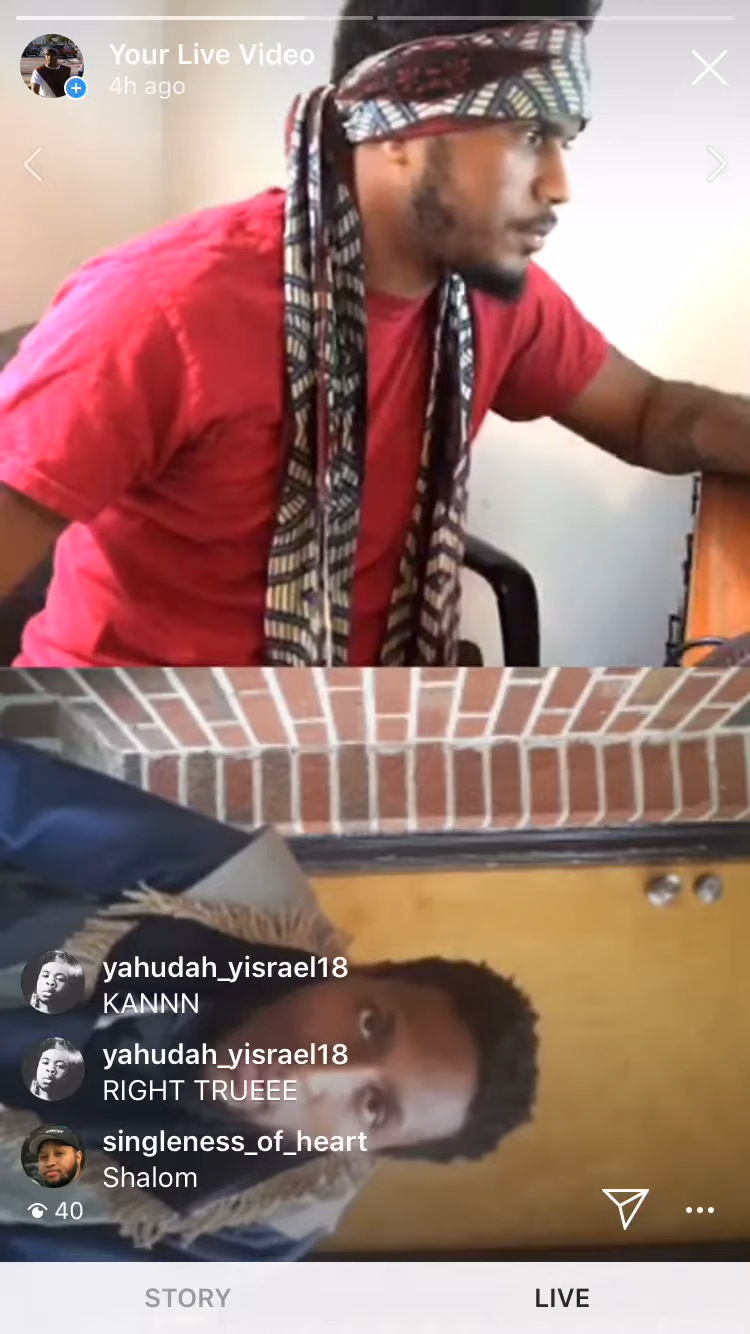 Your Live Video
4h ago
yahudah_yisrael18
KANNN
yahudah_yisrael18
RIGHT TRUEEE
singleness_of_heart
Shalom
40
STORY
LIVE